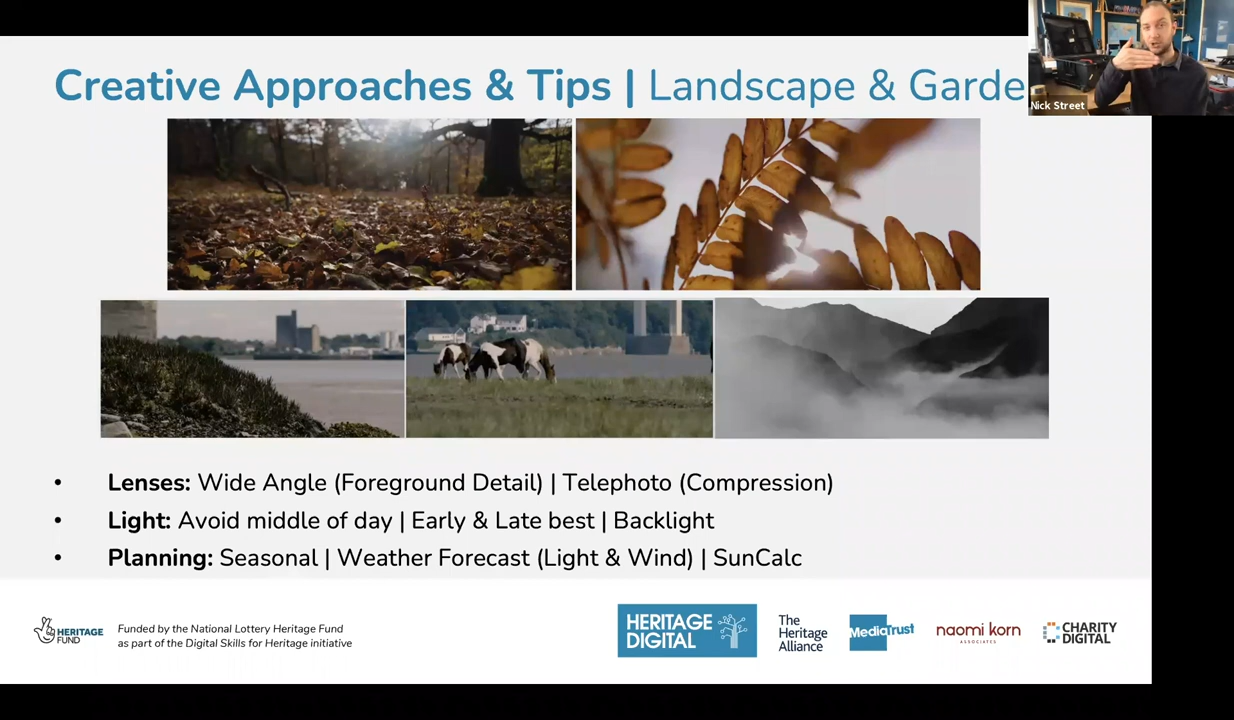 Creative Approaches & Tips | Landscape & Garde
Nick Street
• Lenses: Wide Angle (Foreground Detail) | Telephoto (Compression)
• Light: Avoid middle of day | Early & Late best | Backlight
• Planning: Seasonal | Weather Forecast (Light & Wind) | SunCalc
HERITAGE
FUND
Funded by the National Lottery Heritage Fund
as part of the Digital Skills for Heritage initiative
HERITAGE
DIGITAL
The
Heritage
Alliance
MediaTrust
naomi korn
ASSOCIATES
CHARITY
DIGITAL